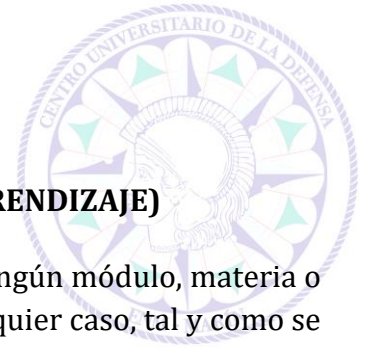 CENTRO UNIVERSITARIO DE LA DEFENSA
RENDIZAJE)
ngún módulo, materia o
quier caso, tal y como se